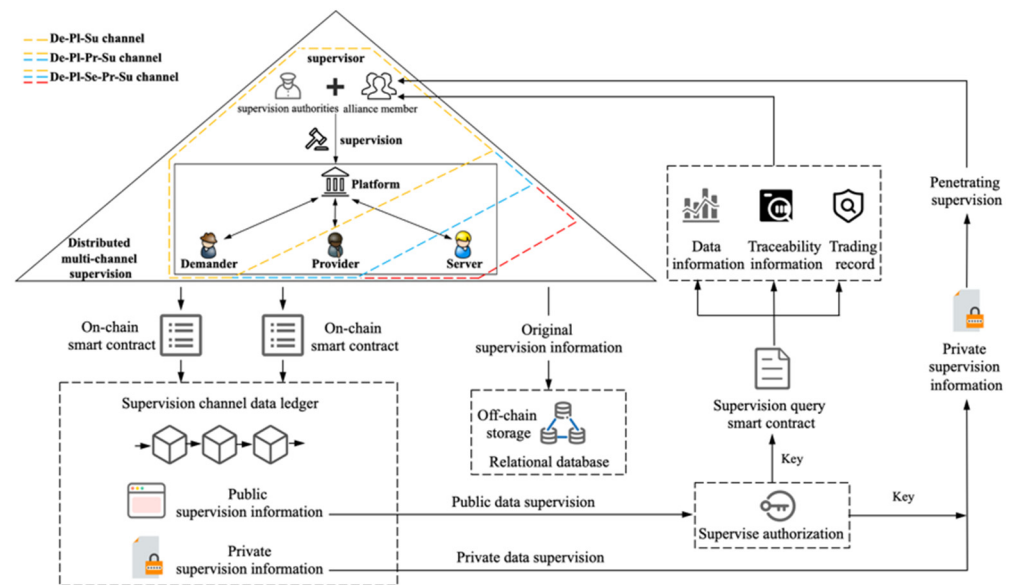 De-Pl-Su channel
De-Pl-Pr-Su channel
De-Pl-Se-Pr-Su channel
supervisor
supervision authorities
alliance member
supervision
Platform
Demander
Provider
Server
Distributed
multi-channel
supervision
On-chain
smart contract
On-chain
smart contract
Original
supervision information
Supervision channel data ledger
Public
supervision information
Private
supervision information
Off-chain
storage
Relational database
Public data supervision
Private data supervision
Supervise authorization
Key
Key
Supervision query
smart contract
Data
information
Traceability
information
Trading
record
Private
supervision
information
Penetrating
supervision